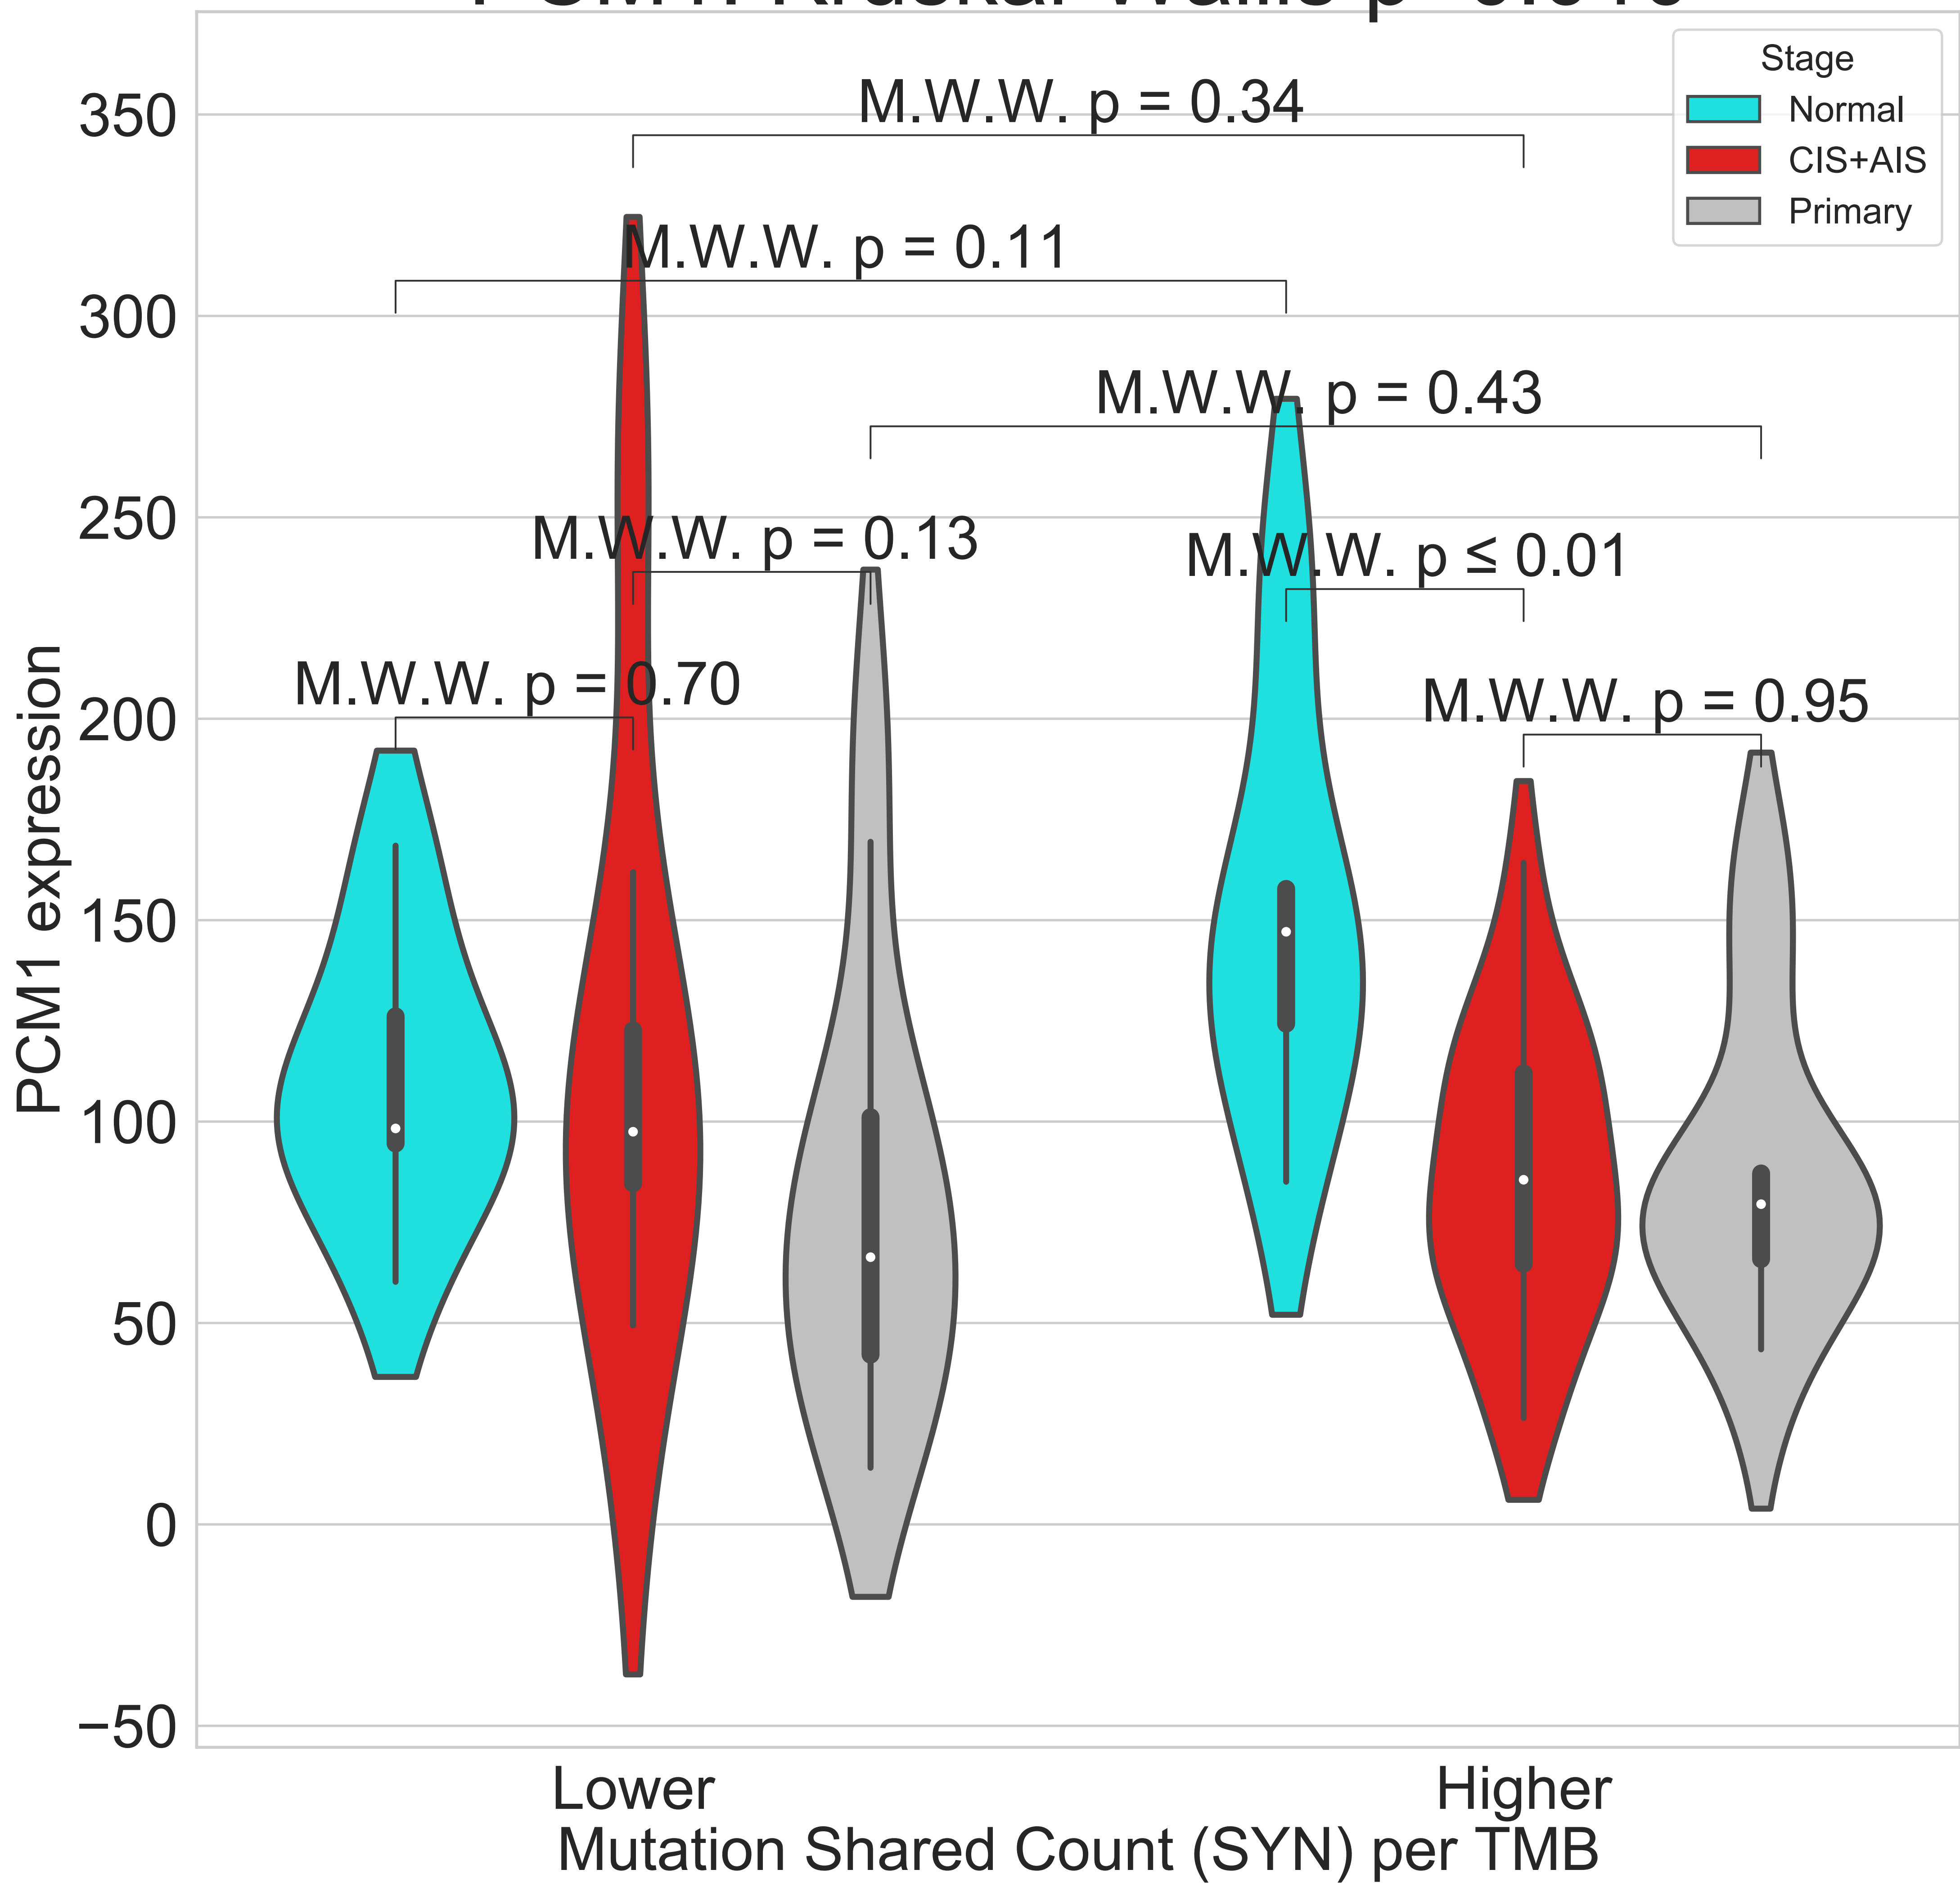 Stage
Normal
CIS+AIS
Primary
M.W.W. p = 0.34
M.W.W. p = 0.11
M.W.W. p = 0.43
M.W.W. p = 0.13
M.W.W. p ≤ 0.01
M.W.W. p = 0.70
M.W.W. p = 0.95
350
300
250
200
150
100
50
0
−50
PCM1 expression
Lower
Higher
Mutation Shared Count (SYN) per TMB